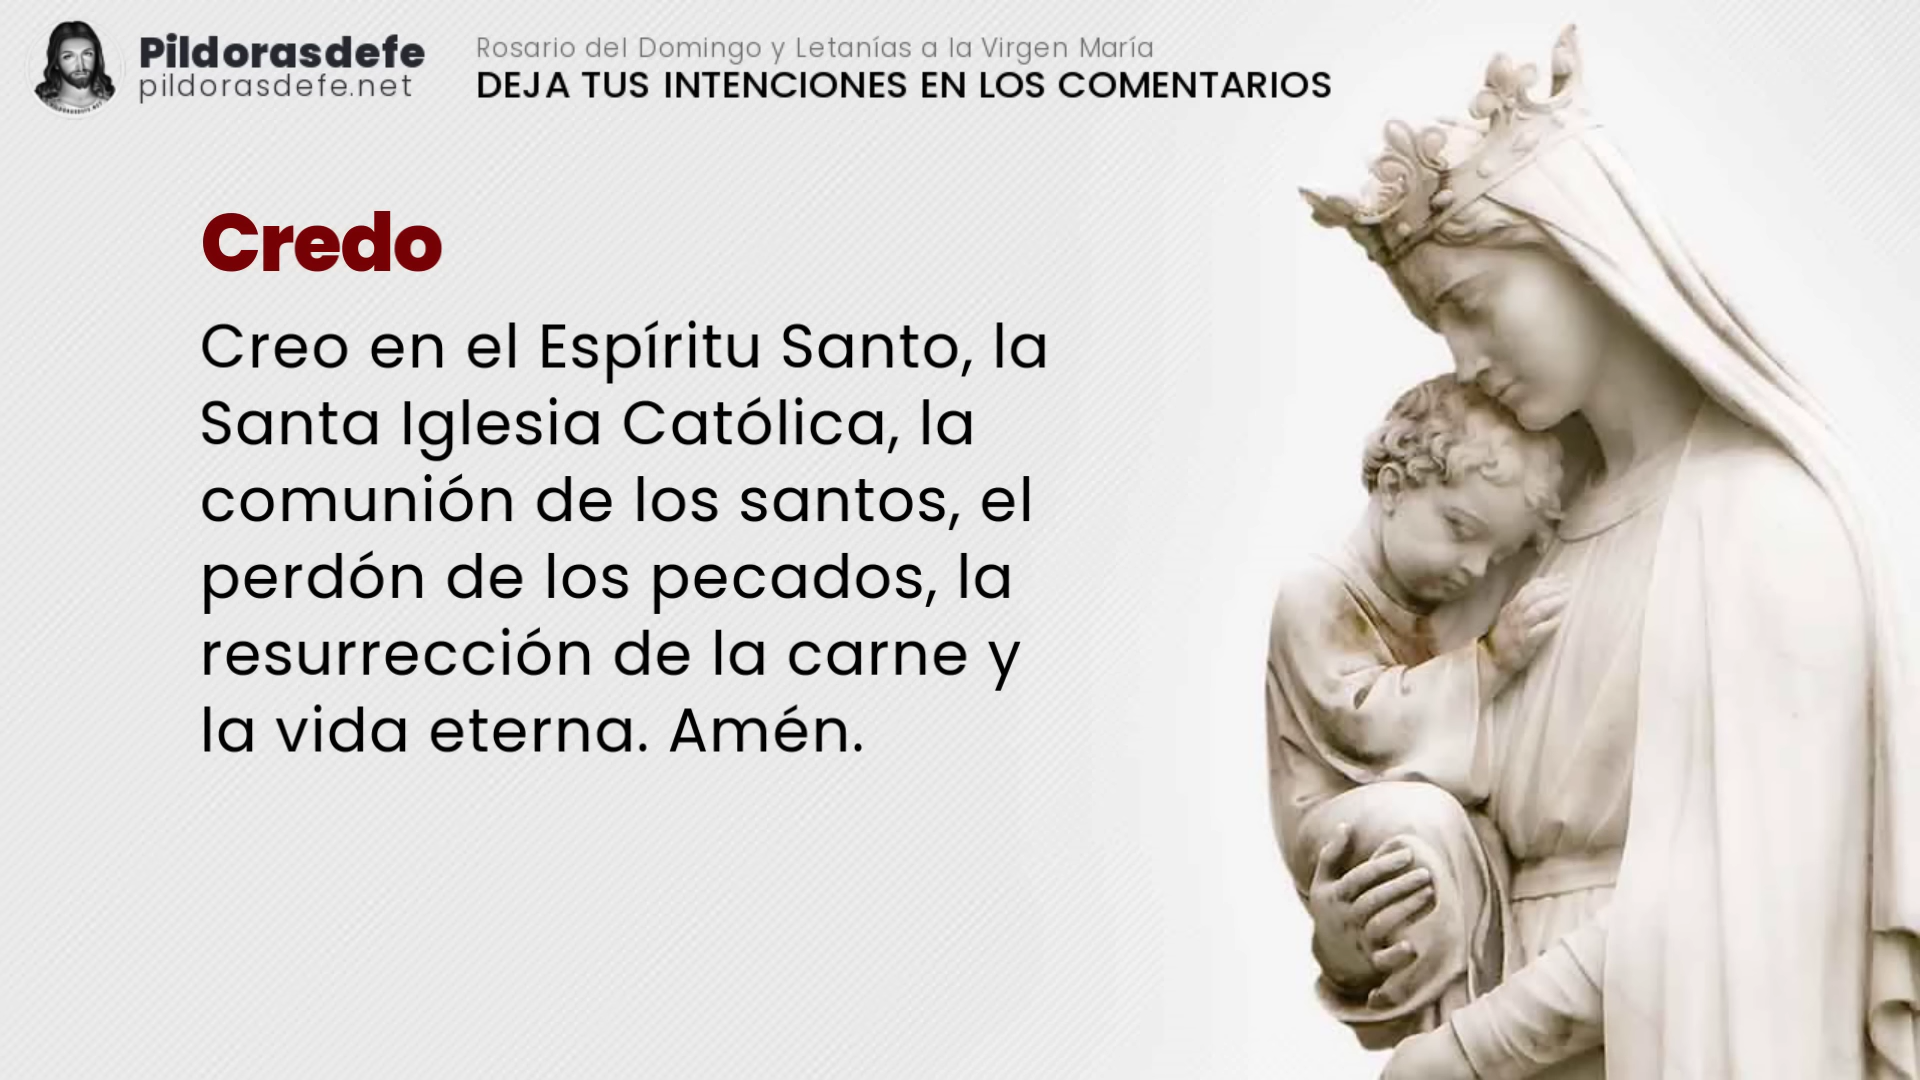 Pildorasdefe
pildorasdefe.net
Rosario del Domingo y Letanías a la Virgen María
DEJA TUS INTENCIONES EN LOS COMENTARIOS
Credo
Creo en el Espíritu Santo, la
Santa Iglesia Católica, la
comunión de los santos, el
perdón de los pecados, la
resurrección de la carne y
la vida eterna. Amén.